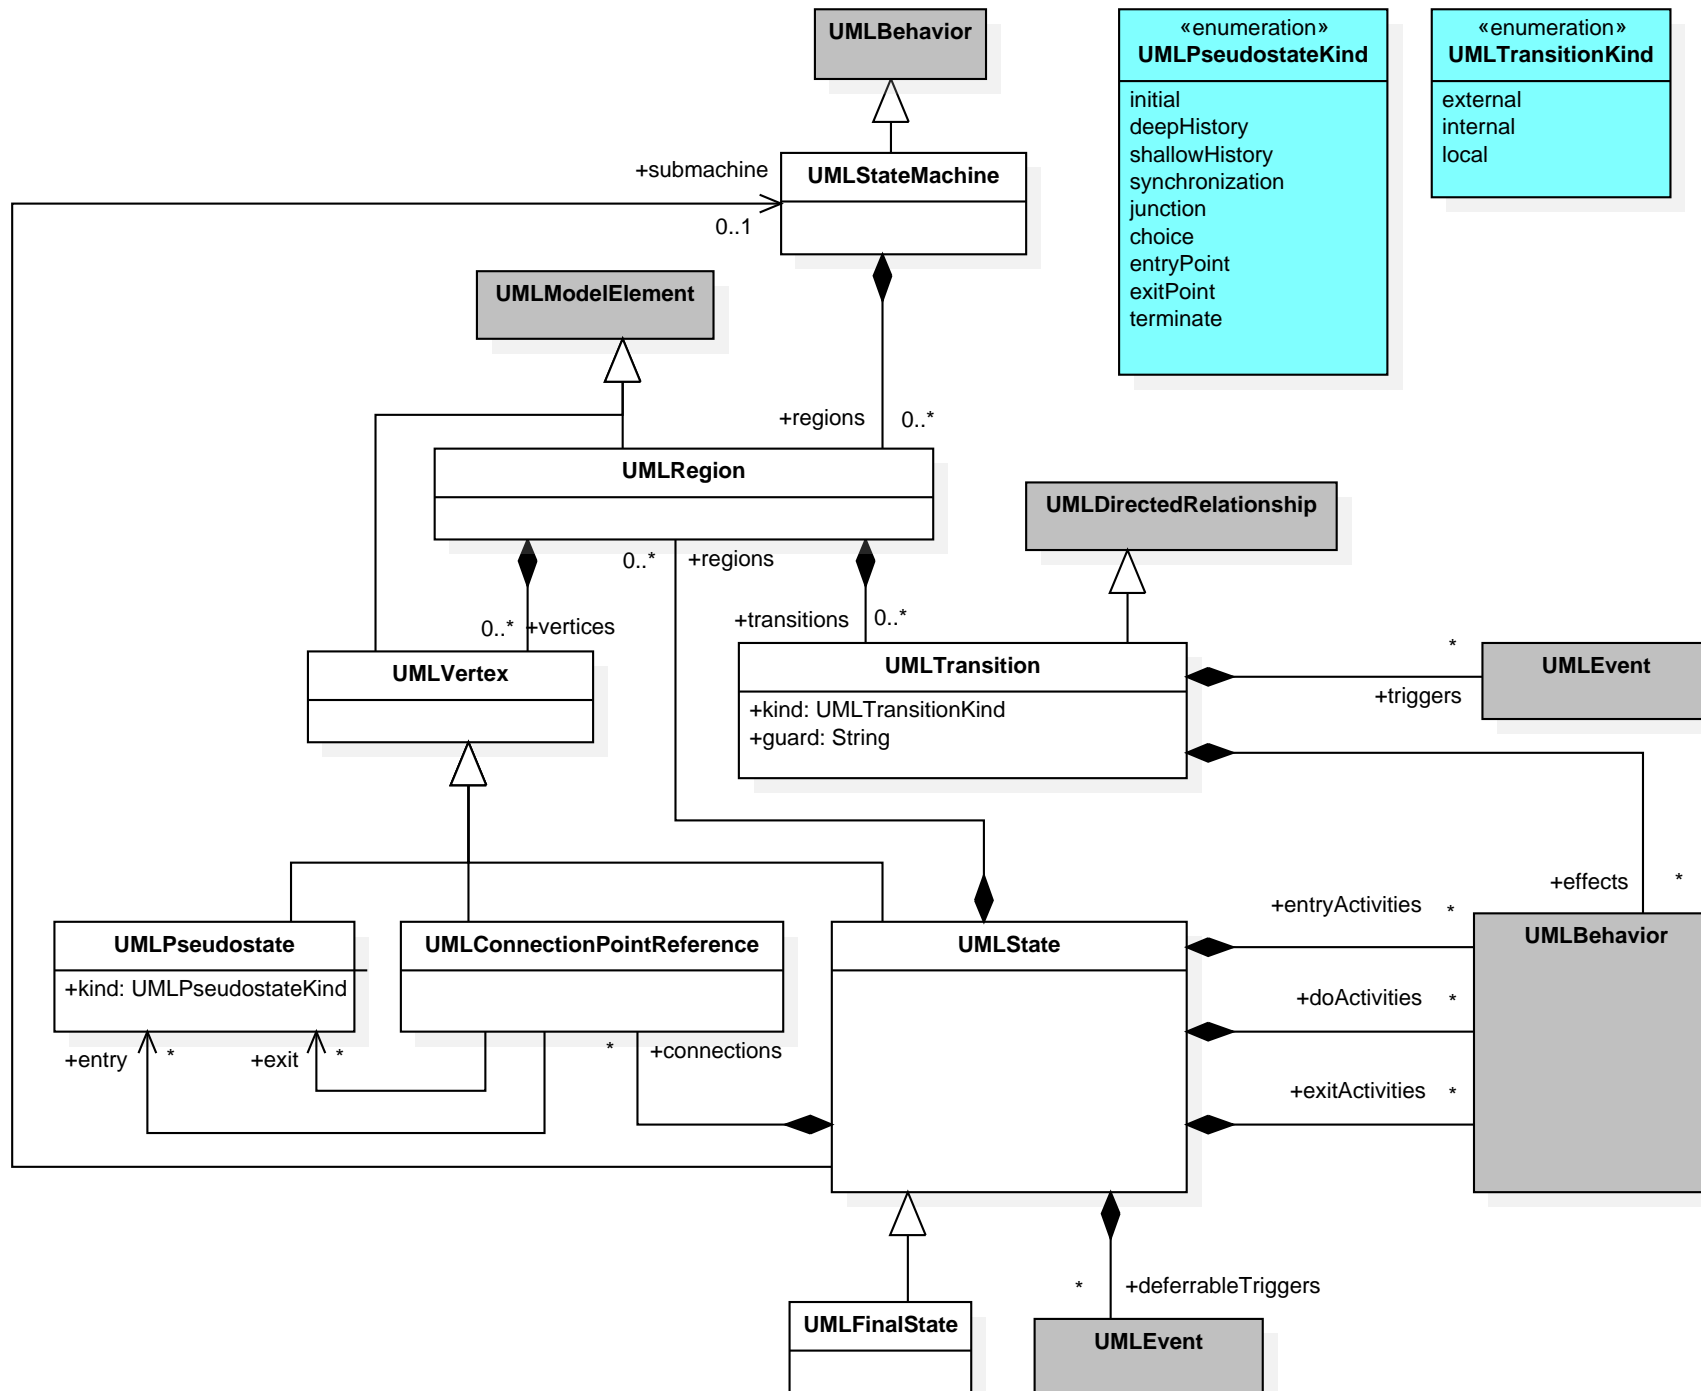 UMLBehavior
«enumeration»
UMLPseudostateKind
initial
deepHistory
shallowHistory
synchronization
junction
choice
entryPoint
exitPoint
terminate
«enumeration»
UMLTransitionKind
external
internal
local
+submachine
0..1
UMLStateMachine
UMLModelElement
+regions
0..*
UMLRegion
UMLDirectedRelationship
0..*
+regions
0..*
+vertices
+transitions
0..*
UMLVertex
UMLTransition
+kind: UMLTransitionKind
+guard: String
*
+triggers
UMLEvent
+effects
*
+entryActivities
*
UMLBehavior
UMLPseudostate
+kind: UMLPseudostateKind
UMLConnectionPointReference
UMLState
+doActivities
*
+entry
*
+exit
*
*
+connections
+exitActivities
*
*
+deferrableTriggers
UMLFinalState
UMLEvent